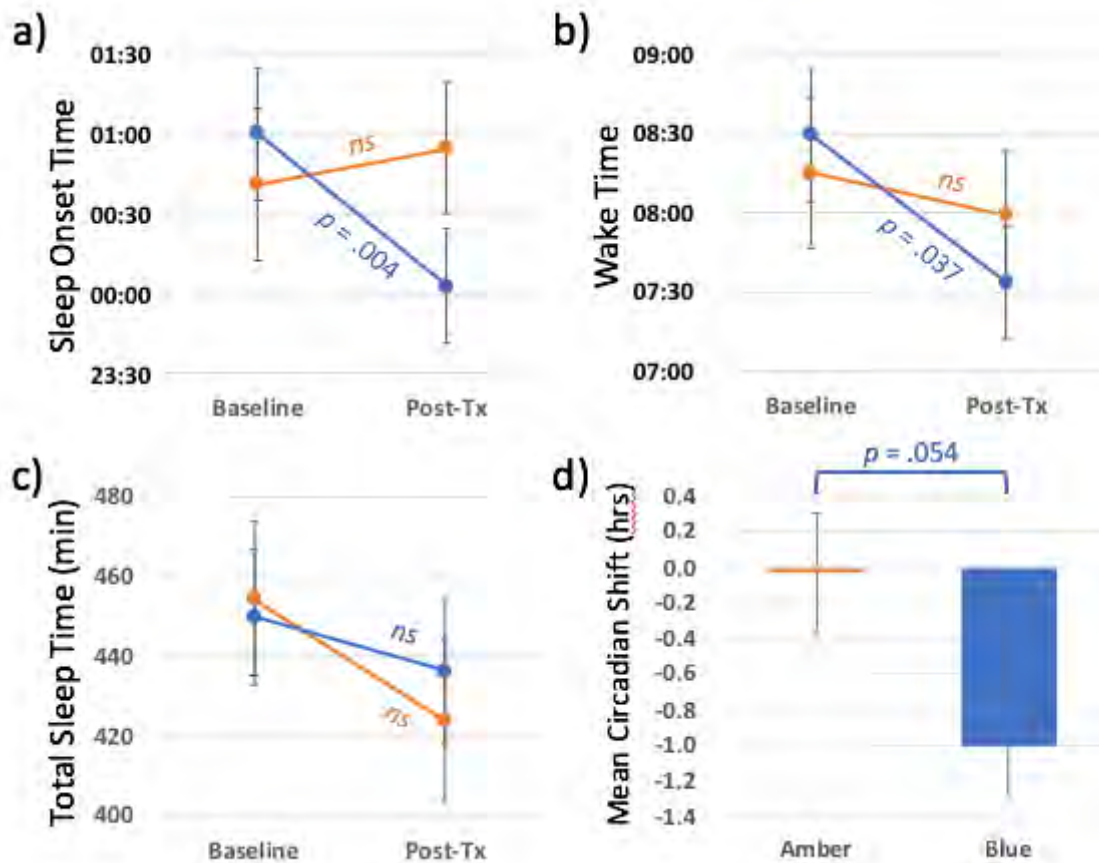 a)
Sleep Onset Time
01:30
01:00
00:30
00:00
23:30
ns
p = .004
Baseline
Post-Tx
b)
Wake Time
09:00
08:30
08:00
07:30
07:00
ns
p = .037
Baseline
Post-Tx
c)
Total Sleep Time (min)
480
460
440
420
400
ns
ns
Baseline
Post-Tx
d)
Mean Circadian Shift (hrs)
p = .054
0.4
0.2
0.0
-0.2
-0.4
-0.6
-0.8
-1.0
-1.2
-1.4
Amber
Blue